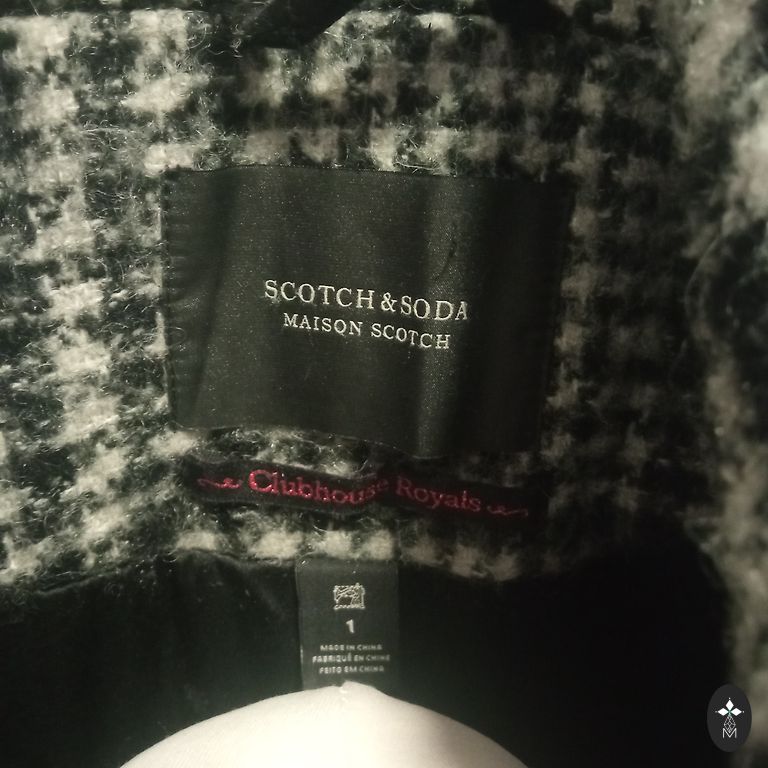 SCOTCH & SODA
MAISON SCOTCH
Clubhouse Royals
1
MADE IN CHINA
FABRIQUÉ EN CHINE
FEITO EM CHINA
M